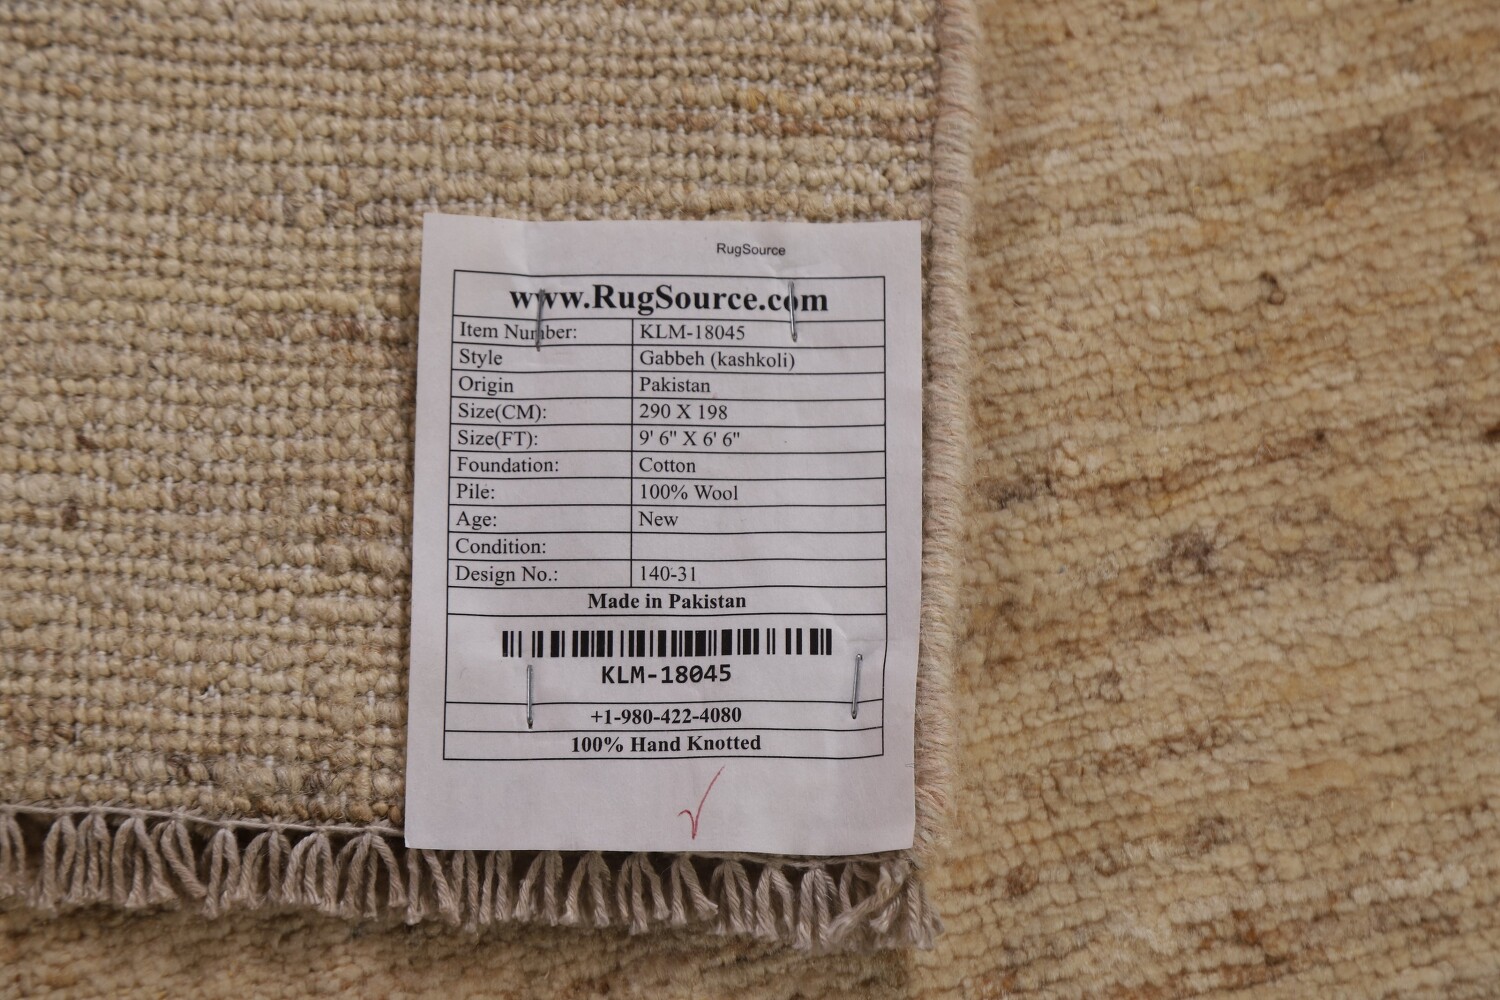 RugSource
www.RugSource.com
Item Number: KLM-18045
Style Gabbeh (kashkoli)
Origin Pakistan
Size(CM): 290 X 198
Size(FT): 9' 6" X 6' 6"
Foundation: Cotton
Pile: 100% Wool
Age: New
Condition:
Design No.: 140-31
Made in Pakistan
KLM-18045
+1-980-422-4080
100% Hand Knotted